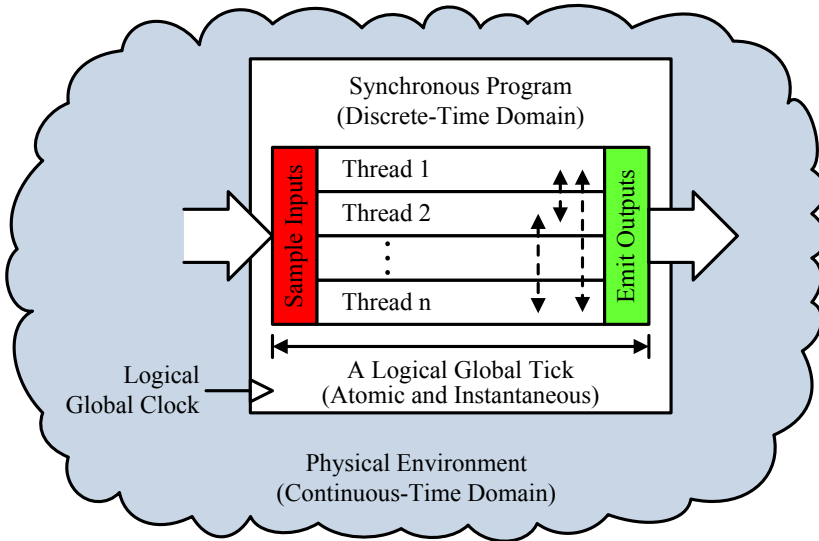 Synchronous Program
(Discrete-Time Domain)
Sample Inputs
Thread 1
Thread 2
Thread n
Emit Outputs
A Logical Global Tick
(Atomic and Instantaneous)
Logical
Global Clock
Physical Environment
(Continuous-Time Domain)